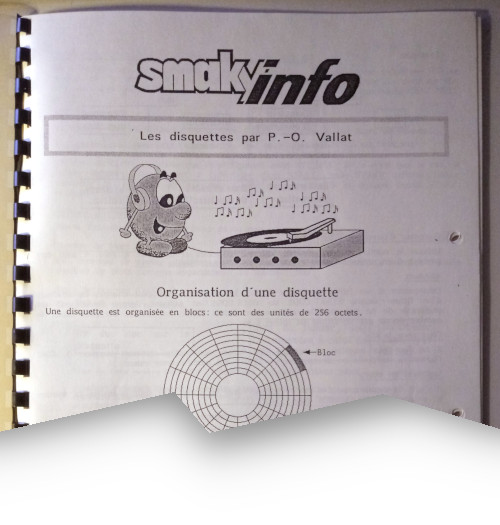 smaky info
Les disquettes par P.-O. Vallat
Organisation d'une disquette
Une disquette est organisée en blocs: ce sont des unités de 256 octets.
Bloc